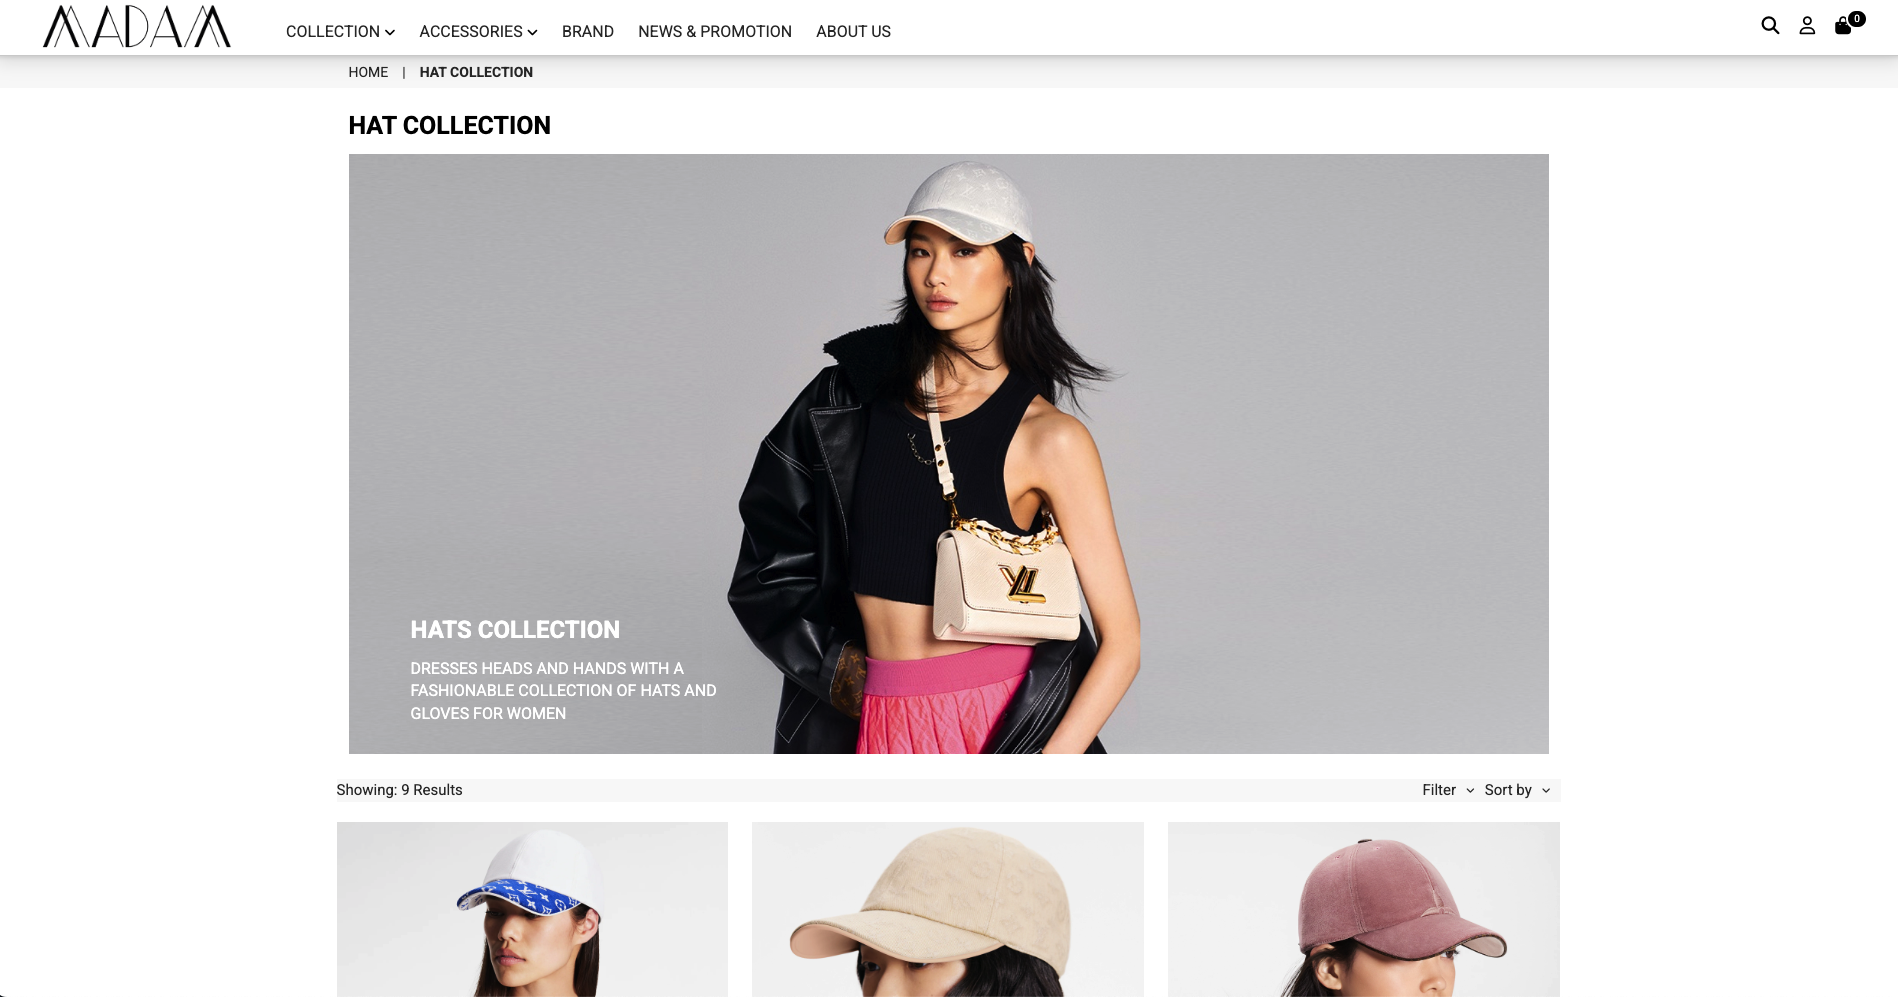 MADAM
COLLECTION ACCESSORIES BRAND NEWS & PROMOTION ABOUT US 0
HOME | HAT COLLECTION
HAT COLLECTION
HATS COLLECTION
DRESSES HEADS AND HANDS WITH A
FASHIONABLE COLLECTION OF HATS AND
GLOVES FOR WOMEN
Showing: 9 Results Filter Sort by